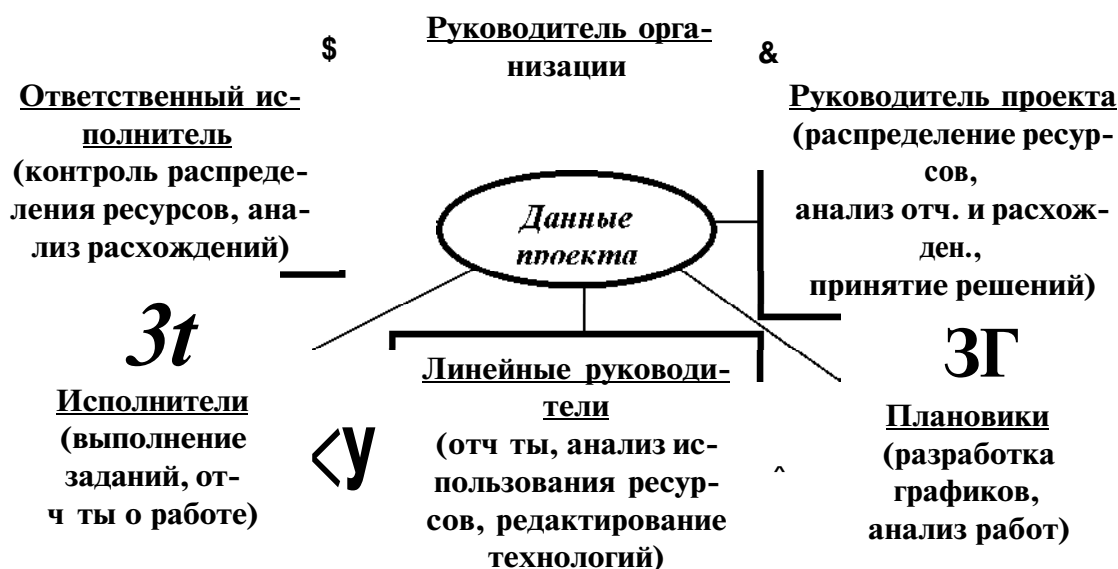 $
Руководитель орга-
низации
&
Ответственный ис-
полнитель
(контроль распреде-
ления ресурсов, ана-
лиз расхождений)
Руководитель проекта
(распределение ресур-
сов,
анализ отч. и расхож-
ден.,
принятие решений)
Данные
проекта
3t
ЗГ
Исполнители
(выполнение
заданий, от-
ч ты о работе)
<у
Линейные руководи-
тели
(отч ты, анализ ис-
пользования ресур-
сов, редактирование
технологий)
^
Плановики
(разработка
графиков,
анализ работ)